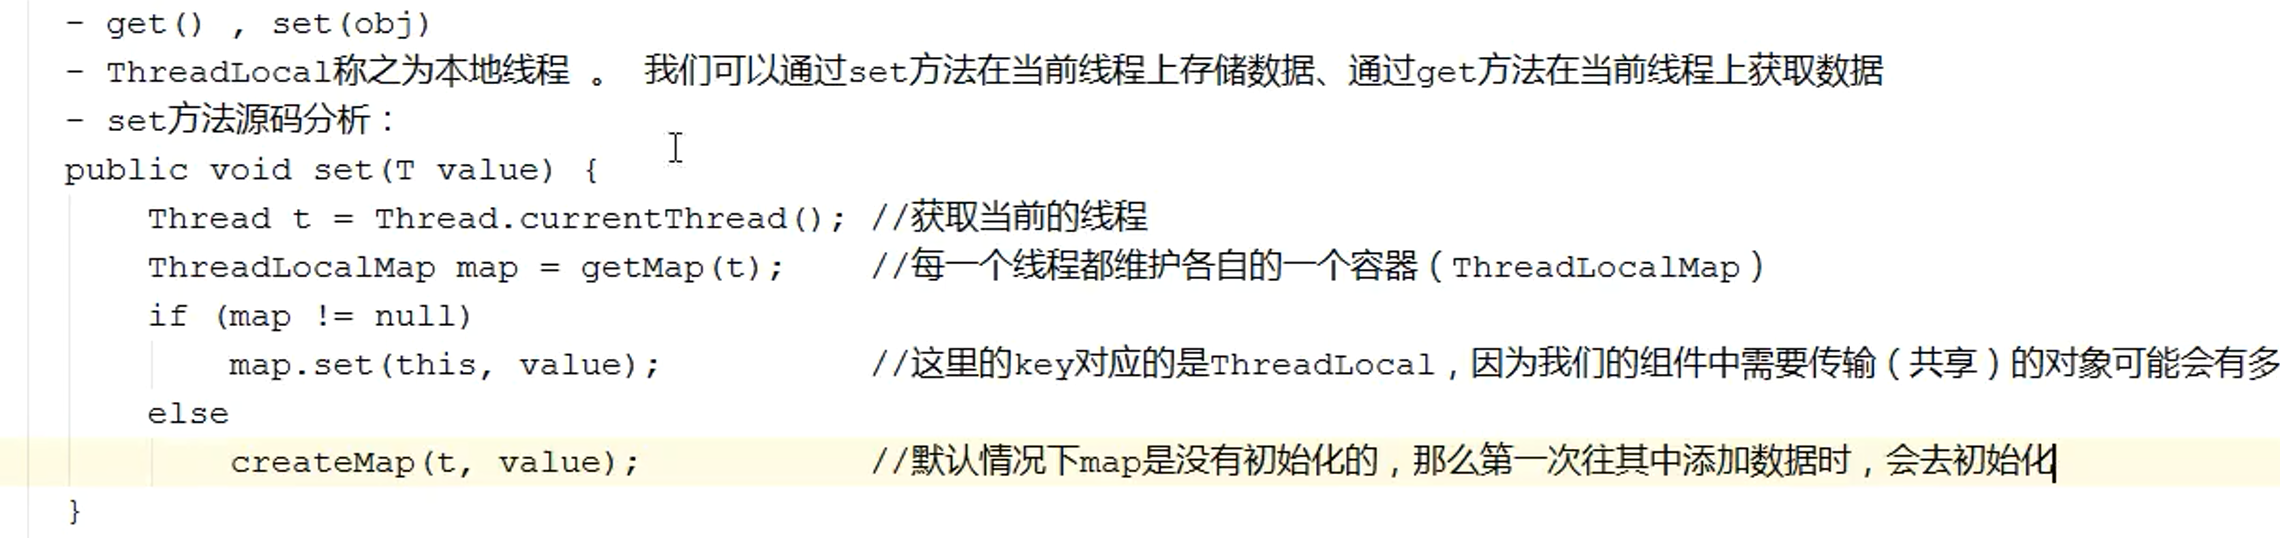 - get() , set(obj)
- ThreadLocal称之为本地线程 。 我们可以通过set方法在当前线程上存储数据、通过get方法在当前线程上获取数据
- set方法源码分析：
public void set(T value) {
    Thread t = Thread.currentThread(); //获取当前的线程
    ThreadLocalMap map = getMap(t);    //每一个线程都维护各自的一个容器（ThreadLocalMap）
    if (map != null)
        map.set(this, value);          //这里的key对应的是ThreadLocal，因为我们的组件中需要传输（共享）的对象可能会有多
    else
        createMap(t, value);           //默认情况下map是没有初始化的，那么第一次往其中添加数据时，会去初始化
}